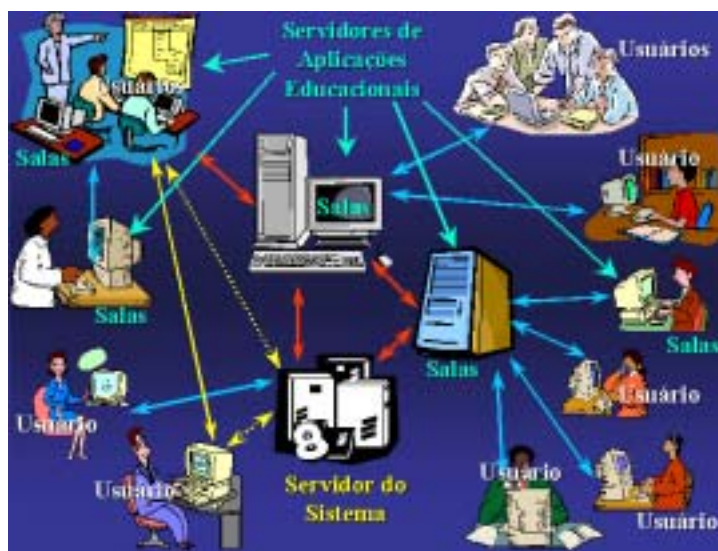 Servidores de
Aplicações
Educacionais
Usuários
Usuários
Salas
Usuário
Salas
Salas
Salas
Salas
Usuário
Usuário
Usuário
Servidor do
Sistema
Usuário
Usuário